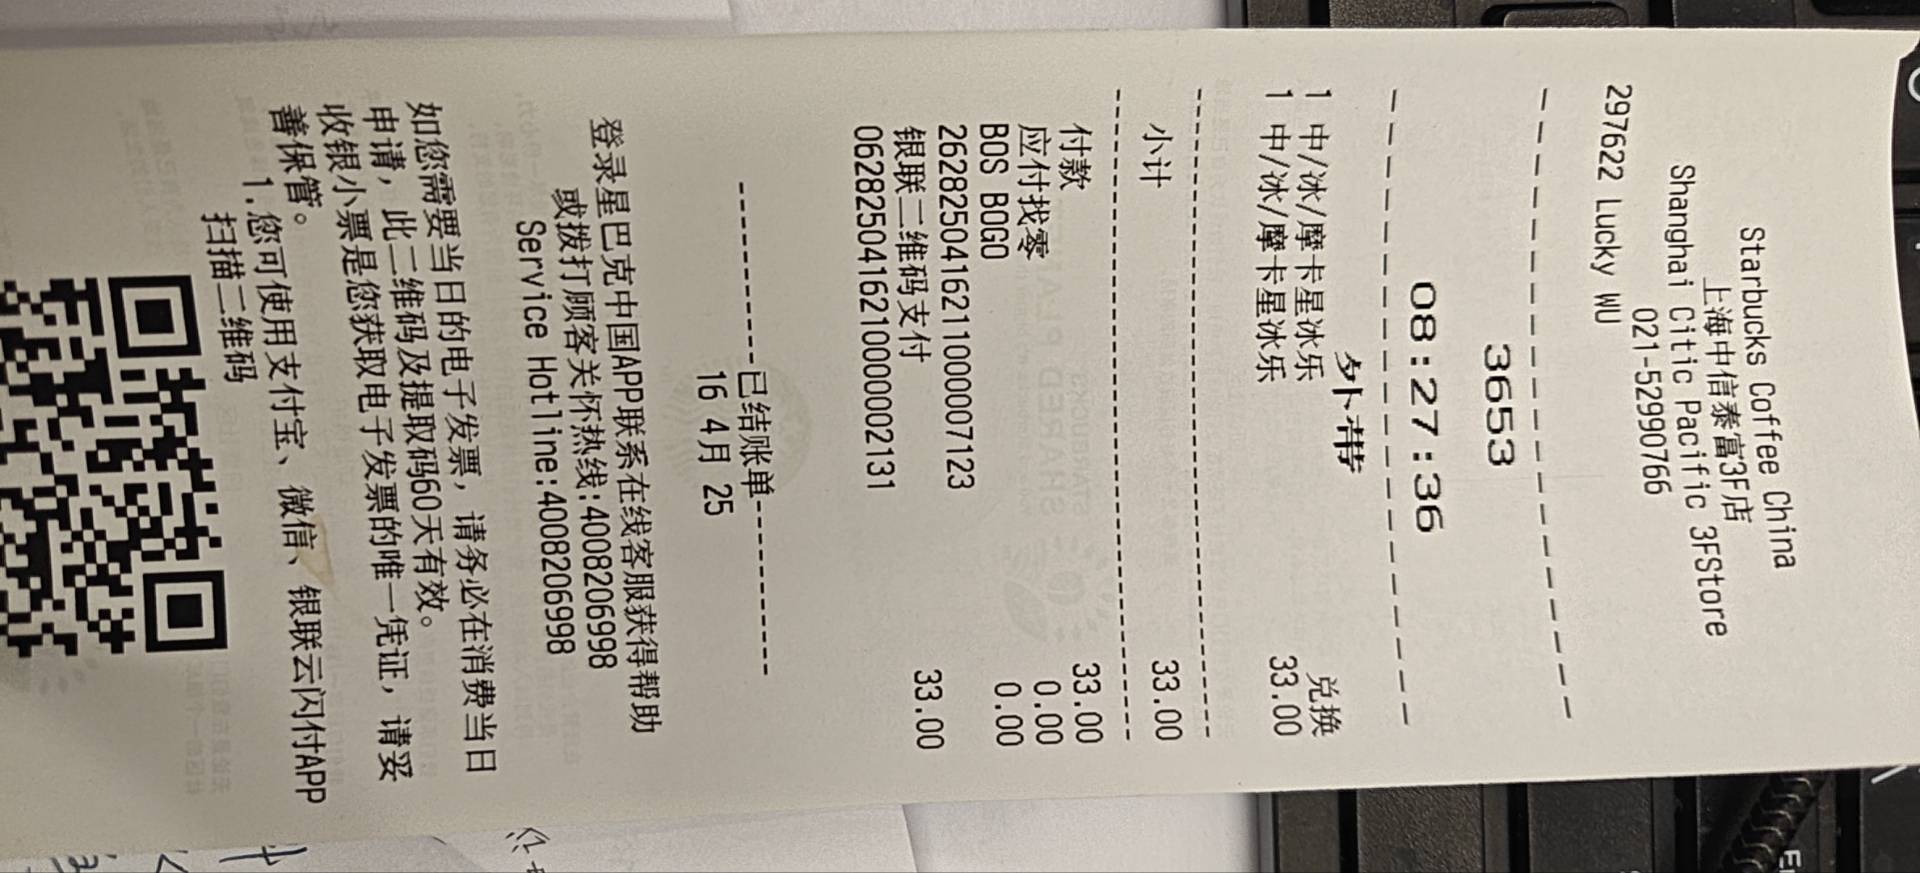 Starbucks Coffee China
上海中信泰富3F店
Shanghai Citic Pacific 3FStore
021-52990766
297622 Lucky WU
3653
08:27:36
外带
1 中/冰/摩卡星冰乐 兑换
1 中/冰/摩卡星冰乐 33.00
小计 33.00
付款 33.00
应付找零 0.00
BOS BOGO 0.00
26282504162110000007123
银联二维码支付 33.00
06282504162100000002131
已结账单
16 4月 25
登录星巴克中国APP联系在线客服获得帮助
或拨打顾客关怀热线:4008206998
Service Hotline:4008206998
如您需要当日的电子发票，请务必在消费当日
申请，此二维码及提取码60天有效。
收银小票是您获取电子发票的唯一凭证，请妥
善保管。
1.您可使用支付宝、微信、银联云闪付APP
扫描二维码